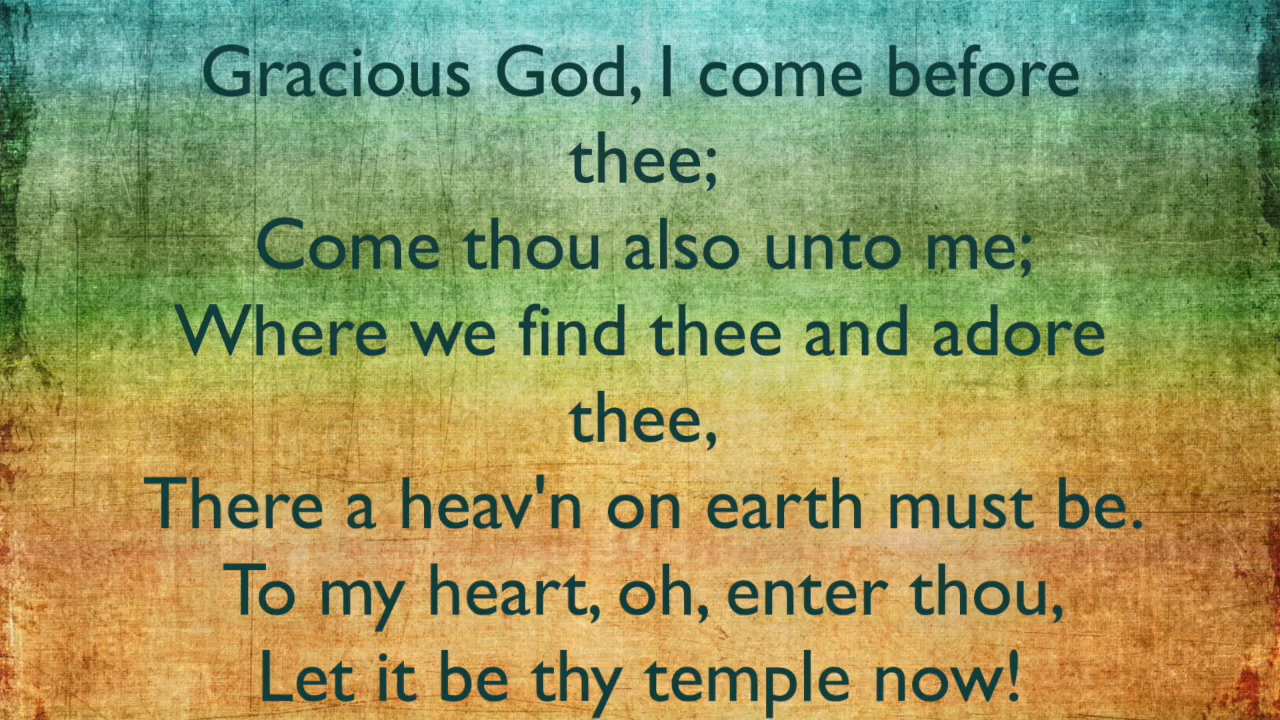 Gracious God, I come before
thee;
Come thou also unto me;
Where we find thee and adore
thee,
There a heav'n on earth must be.
To my heart, oh, enter thou,
Let it be thy temple now!